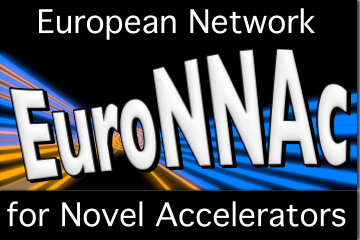 European Network
EuroNNAc
for Novel Accelerators